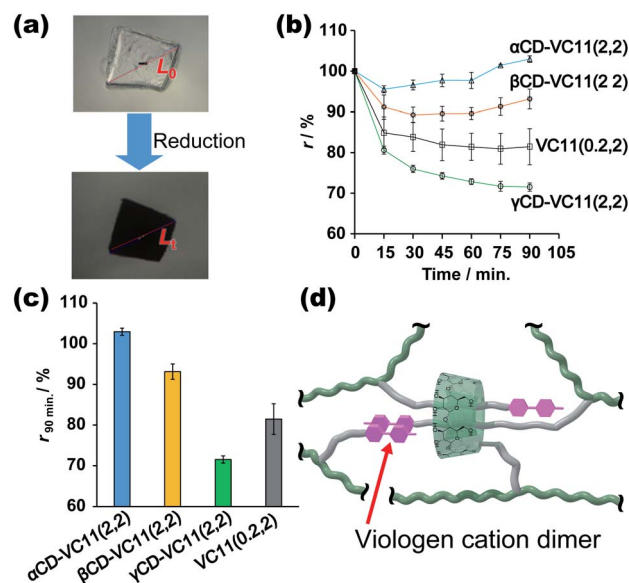 (a)
L0
Reduction
Lt
(b)
r / %
110
100
90
80
70
60
0 15 30 45 60 75 90 105
Time / min.
αCD-VC11(2,2)
βCD-VC11(2 2)
VC11(0.2,2)
γCD-VC11(2,2)
(c)
r90 min. / %
110
100
90
80
70
60
αCD-VC11(2,2)
βCD-VC11(2,2)
γCD-VC11(2,2)
VC11(0.2,2)
(d)
Viologen cation dimer